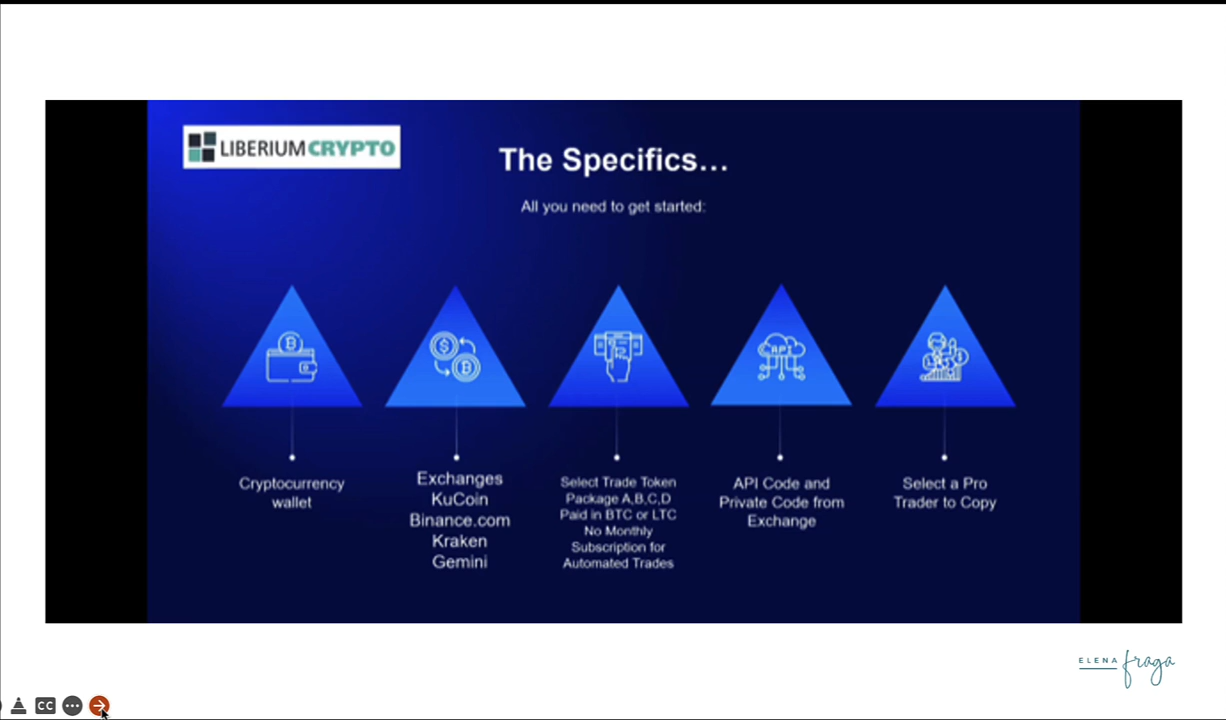 LIBERIUMCRYPTO
The Specifics...
All you need to get started:
B
$
B
API
Cryptocurrency
wallet
Exchanges
KuCoin
Binance.com
Kraken
Gemini
Select Trade Token
Package A,B,C,D
Paid in BTC or LTC
No Monthly
Subscription for
Automated Trades
API Code and
Private Code from
Exchange
Select a Pro
Trader to Copy
ELENA fraga
CC